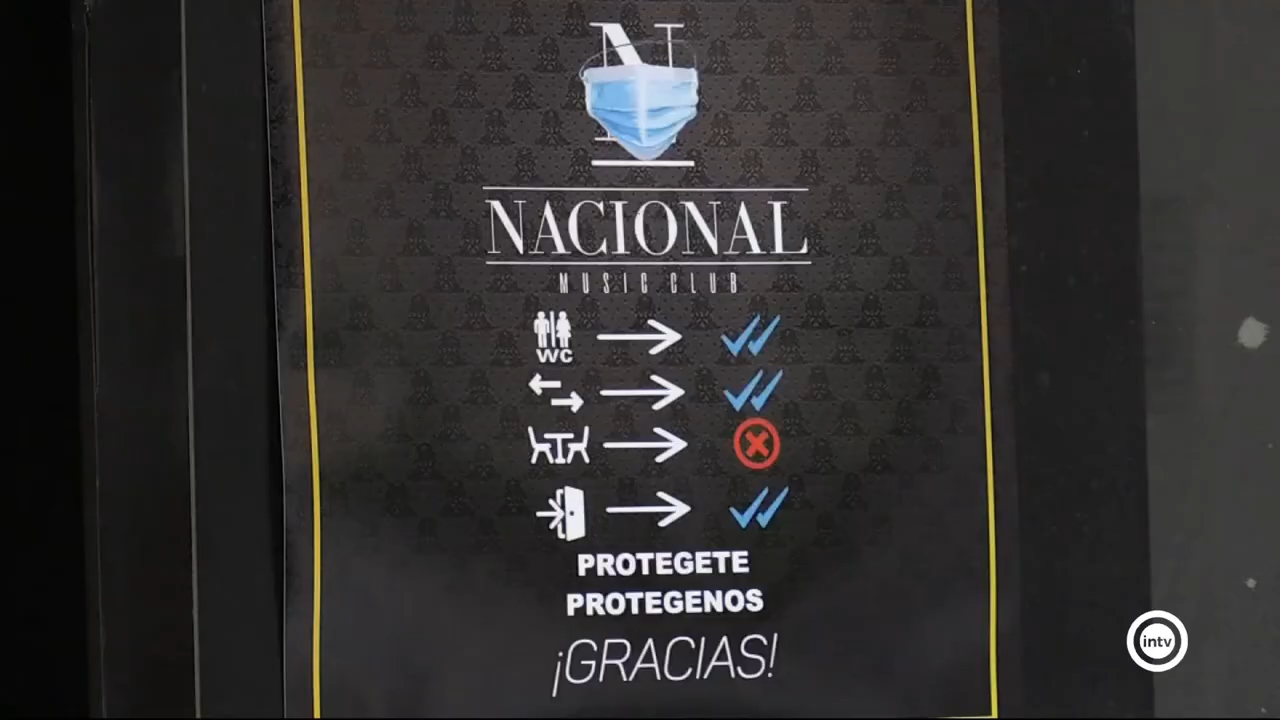 N
NACIONAL
MUSIC CLUB
WC
PROTEGETE
PROTEGENOS
¡GRACIAS!
intv